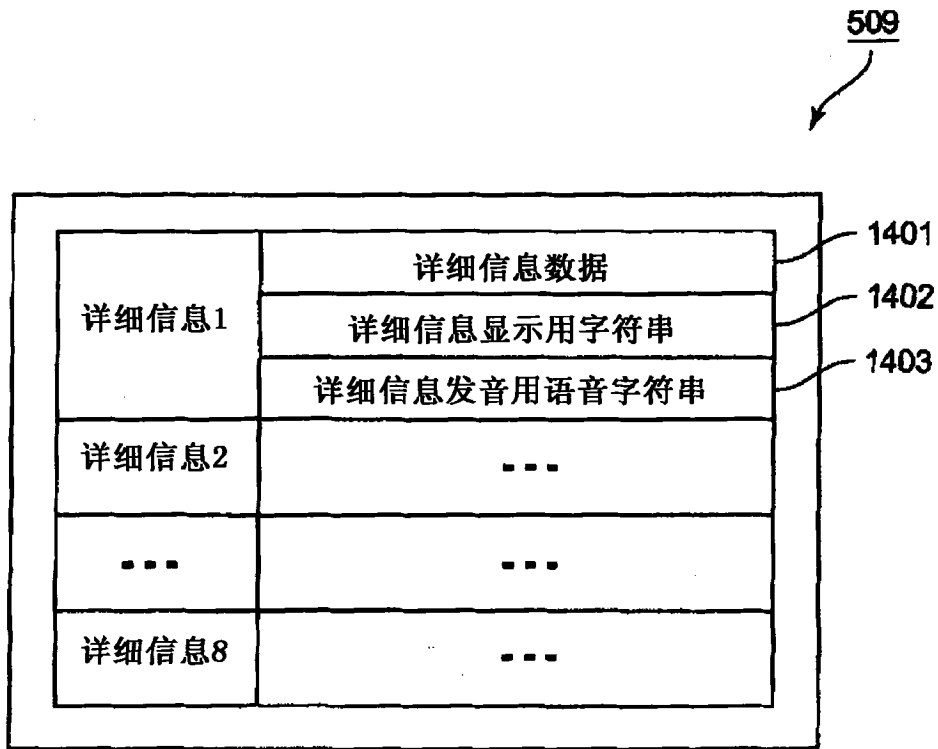 509
详细信息1
详细信息数据
1401
详细信息显示用字符串
1402
详细信息发音用语音字符串
1403
详细信息2
---
---
---
详细信息8
---